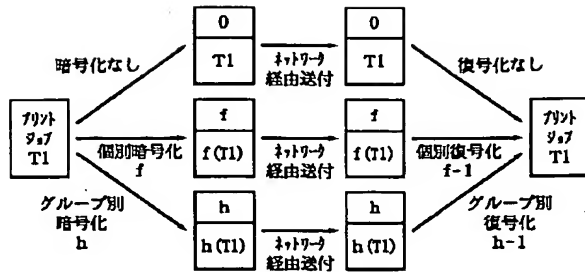 暗号化なし
0
T1
ネットワーク
経由送付
0
T1
復号化なし
プリント
ジョブ
T1
個別暗号化
f
f
f(T1)
ネットワーク
経由送付
f
f(T1)
個別復号化
f-1
プリント
ジョブ
T1
グループ別
暗号化
h
h
h(T1)
ネットワーク
経由送付
h
h(T1)
グループ別
復号化
h-1